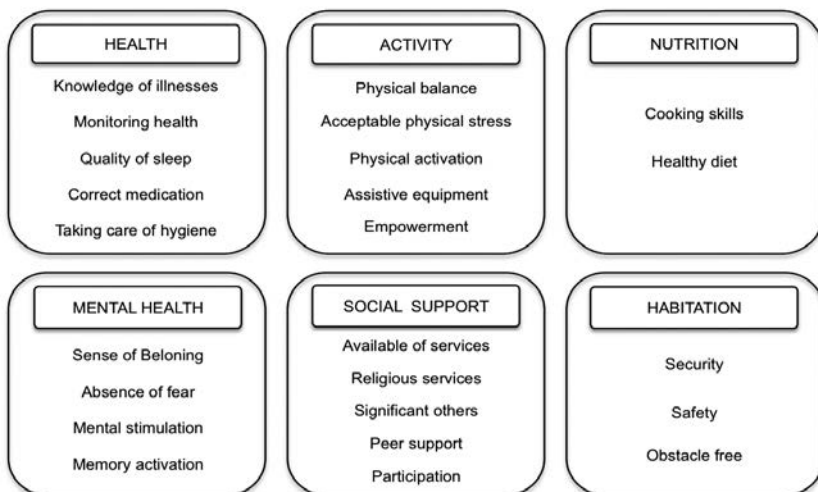 HEALTH
Knowledge of illnesses
Monitoring health
Quality of sleep
Correct medication
Taking care of hygiene
ACTIVITY
Physical balance
Acceptable physical stress
Physical activation
Assistive equipment
Empowerment
NUTRITION
Cooking skills
Healthy diet
MENTAL HEALTH
Sense of Beloning
Absence of fear
Mental stimulation
Memory activation
SOCIAL SUPPORT
Available of services
Religious services
Significant others
Peer support
Participation
HABITATION
Security
Safety
Obstacle free